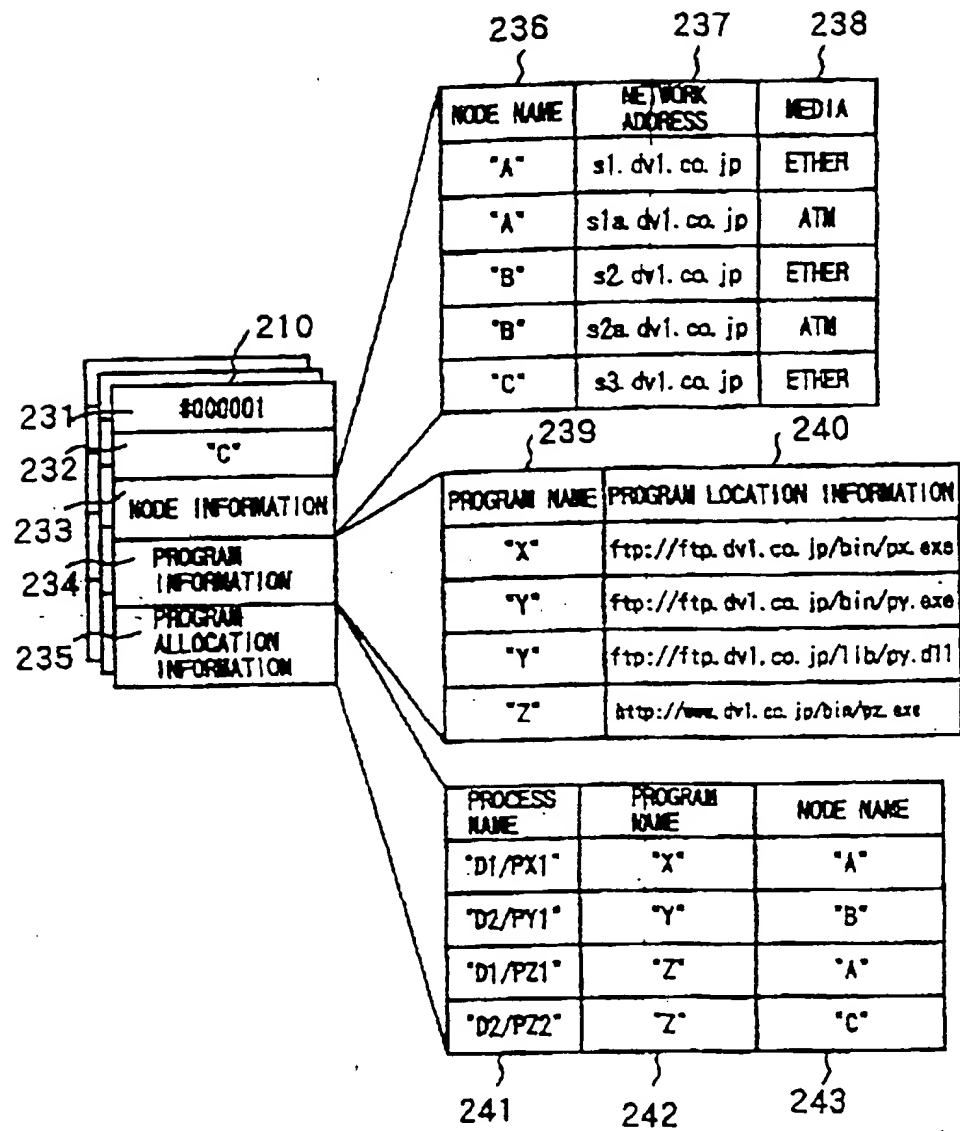 236 237 238
NODE NAME NETWORK ADDRESS MEDIA
"A" s1.dv1.co.jp ETHER
"A" s1a.dv1.co.jp ATM
"B" s2.dv1.co.jp ETHER
"B" s2a.dv1.co.jp ATM
"C" s3.dv1.co.jp ETHER
210
231 #000001
232 "C"
233 NODE INFORMATION
234 PROGRAM INFORMATION
235 PROGRAM ALLOCATION INFORMATION
239 240
PROGRAM NAME PROGRAM LOCATION INFORMATION
"X" ftp://ftp.dv1.co.jp/bin/px.exe
"Y" ftp://ftp.dv1.co.jp/bin/py.exe
"Y" ftp://ftp.dv1.co.jp/lib/py.dll
"Z" http://www.dv1.co.jp/bin/pz.exe
PROCESS NAME PROGRAM NAME NODE NAME
"D1/PX1" "X" "A"
"D2/PY1" "Y" "B"
"D1/PZ1" "Z" "A"
"D2/PZ2" "Z" "C"
241 242 243